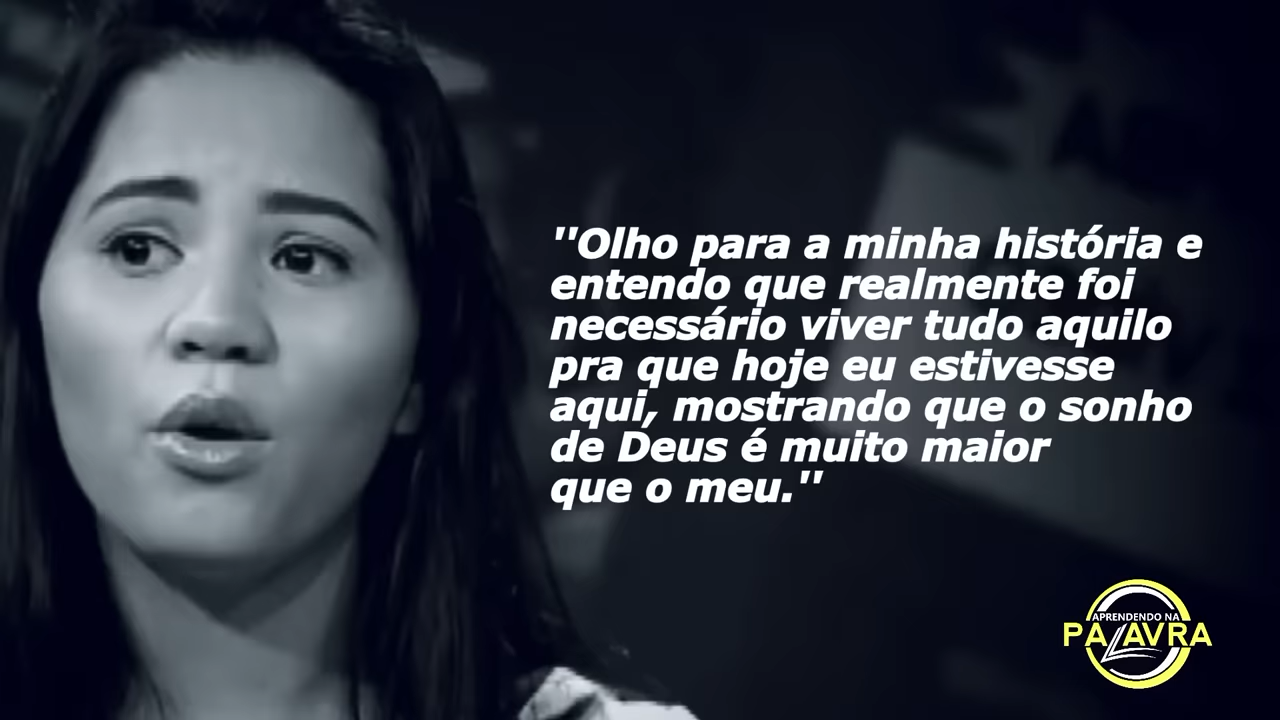 ''Olho para a minha história e
entendo que realmente foi
necessário viver tudo aquilo
pra que hoje eu estivesse
aqui, mostrando que o sonho
de Deus é muito maior
que o meu.''
APRENDENDO NA
PALAVRA